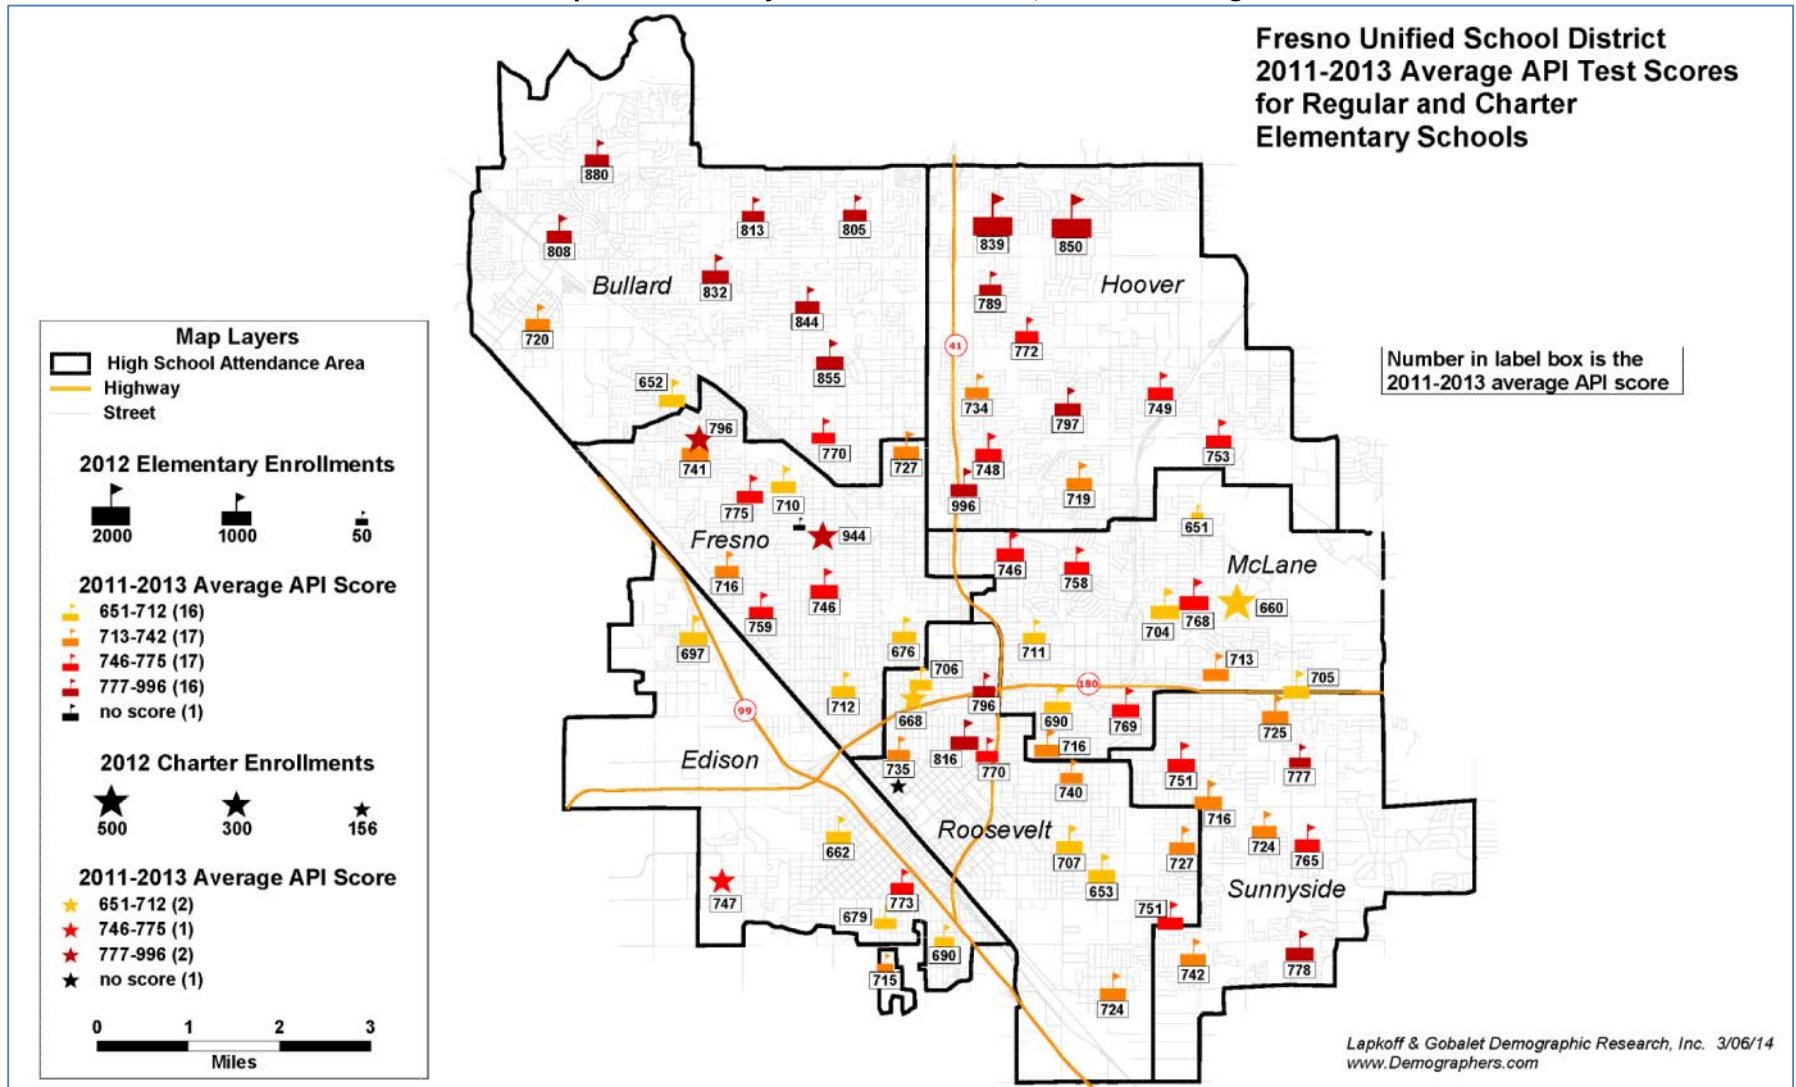 Fresno Unified School District
2011-2013 Average API Test Scores
for Regular and Charter
Elementary Schools
Number in label box is the
2011-2013 average API score
Map Layers
High School Attendance Area
Highway
Street
2012 Elementary Enrollments
2000 1000 50
2011-2013 Average API Score
651-712 (16)
713-742 (17)
746-775 (17)
777-996 (16)
no score (1)
2012 Charter Enrollments
500 300 156
2011-2013 Average API Score
651-712 (2)
746-775 (1)
777-996 (2)
no score (1)
0 1 2 3
Miles
880
813
805
808
Bullard
832
844
720
855
652
770
839
850
789
Hoover
772
41
734
797
749
753
748
996
719
796
741
727
775
710
Fresno
944
716
746
759
676
712
651
McLane
746
758
704
768
660
711
713
705
180
690
769
697
99
Edison
662
747
773
679
690
715
706
668
796
735
816
770
716
740
Roosevelt
707
653
727
751
724
725
751
777
716
724
765
Sunnyside
742
778
Lapkoff & Gobalet Demographic Research, Inc. 3/06/14
www.Demographers.com